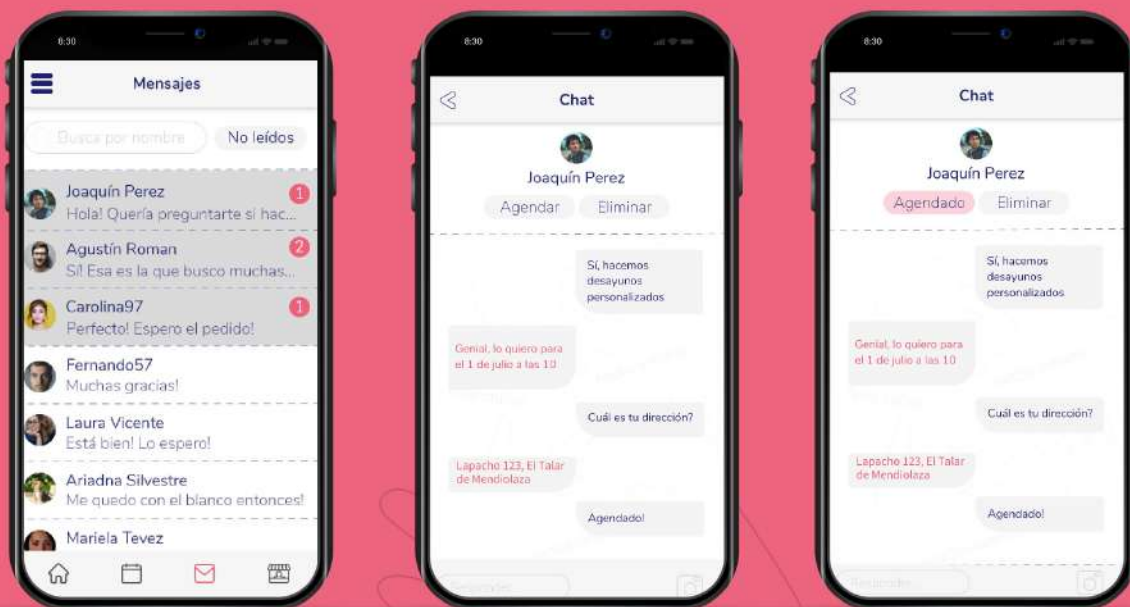 8:30
Mensajes
Busca por nombre
No leídos
Joaquín Perez
1
Hola! Quería preguntarte si hac...
Agustín Roman
2
Sí! Esa es la que busco muchas...
Carolina97
1
Perfecto! Espero el pedido!
Fernando57
Muchas gracias!
Laura Vicente
Está bien! Lo espero!
Ariadna Silvestre
Me quedo con el blanco entonces!
Mariela Tevez
8:30
Chat
Joaquín Perez
Agendar
Eliminar
Sí, hacemos
desayunos
personalizados
Genial, lo quiero para
el 1 de julio a las 10
Cuál es tu dirección?
Lapacho 123, El Talar
de Mendiolaza
Agendado!
Responder...
8:30
Chat
Joaquín Perez
Agendado
Eliminar
Sí, hacemos
desayunos
personalizados
Genial, lo quiero para
el 1 de julio a las 10
Cuál es tu dirección?
Lapacho 123, El Talar
de Mendiolaza
Agendado!
Responder...